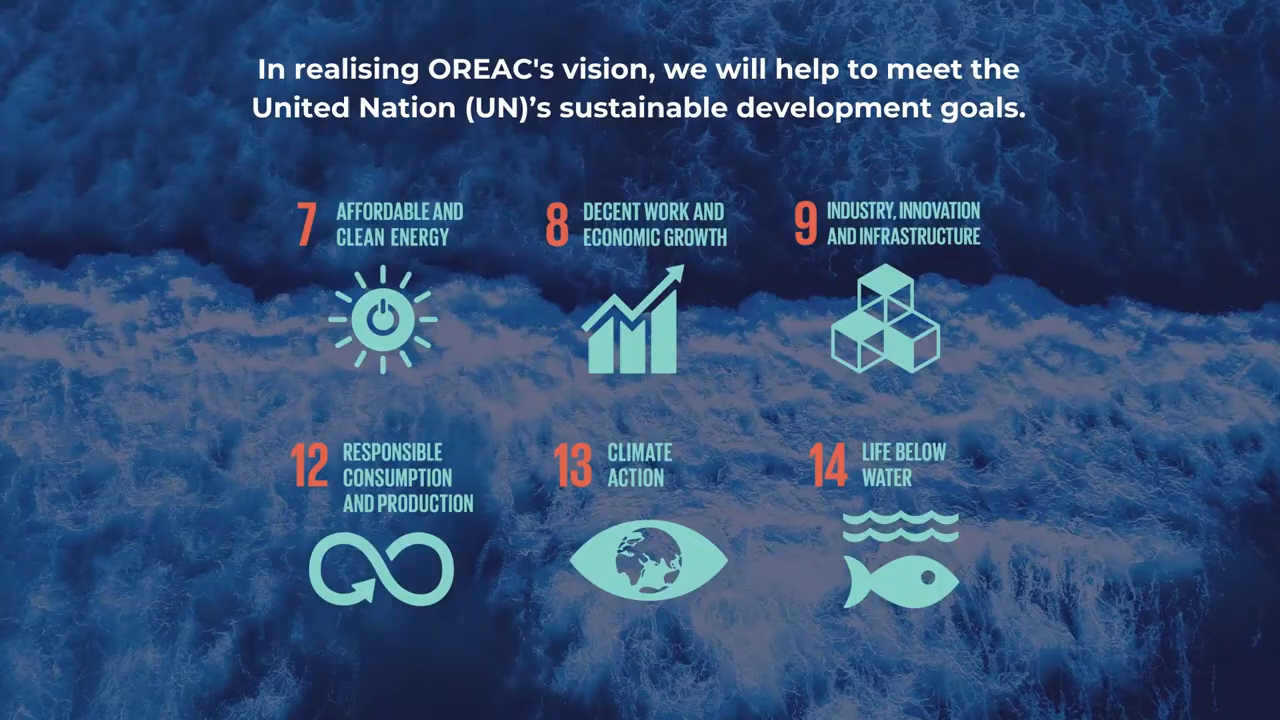 In realising OREAC's vision, we will help to meet the
United Nation (UN)’s sustainable development goals.
7 AFFORDABLE AND
CLEAN ENERGY
8 DECENT WORK AND
ECONOMIC GROWTH
9 INDUSTRY, INNOVATION
AND INFRASTRUCTURE
12 RESPONSIBLE
CONSUMPTION
AND PRODUCTION
13 CLIMATE
ACTION
14 LIFE BELOW
WATER